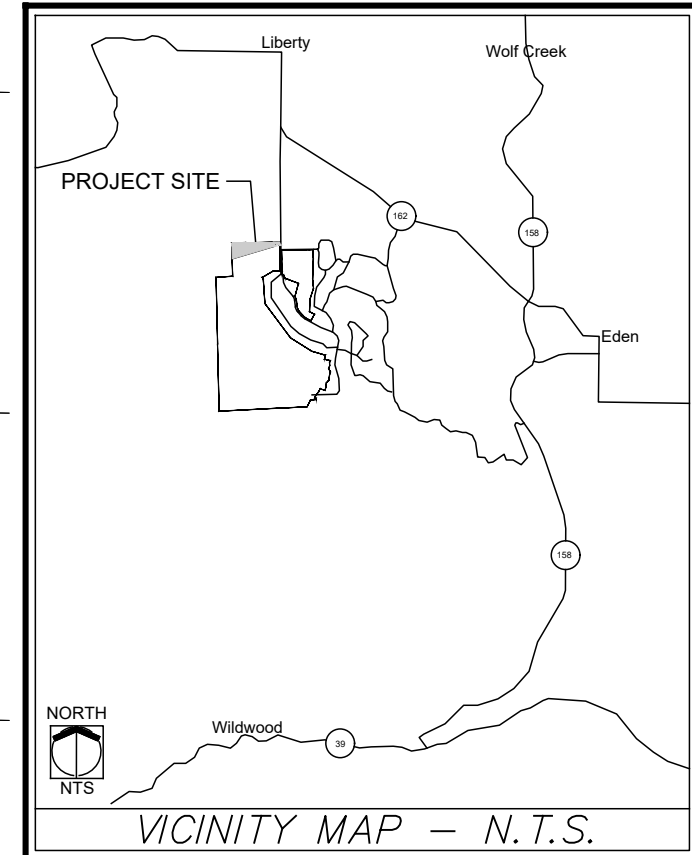 Liberty
Wolf Creek
PROJECT SITE
162
158
Eden
158
NORTH
NTS
Wildwood
39
VICINITY MAP – N.T.S.